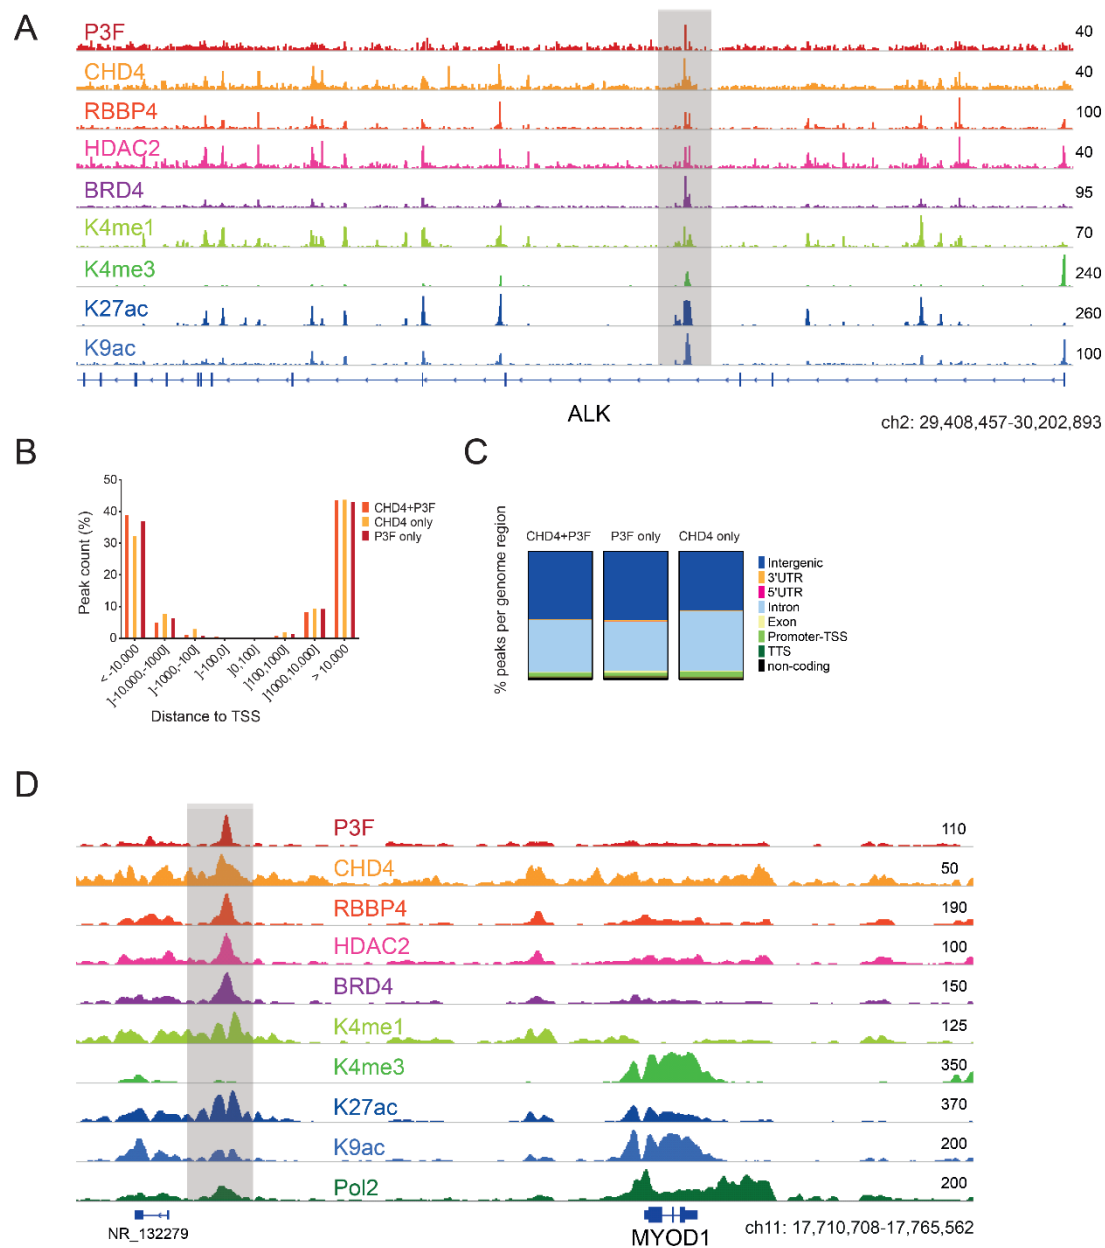 A
P3F 40
CHD4 40
RBBP4 100
HDAC2 40
BRD4 95
K4me1 70
K4me3 240
K27ac 260
K9ac 100
ALK
ch2: 29,408,457-30,202,893
B
Peak count (%)
50
40
30
20
10
0
CHD4+P3F
CHD4 only
P3F only
< -10.000
]-10.000,-1000]
]-1000,-100]
]-100,0]
]0,100]
]100,1000]
]1000,10.000]
> 10.000
Distance to TSS
C
% peaks per genome region
CHD4+P3F P3F only CHD4 only
Intergenic
3'UTR
5'UTR
Intron
Exon
Promoter-TSS
TTS
non-coding
D
P3F 110
CHD4 50
RBBP4 190
HDAC2 100
BRD4 150
K4me1 125
K4me3 350
K27ac 370
K9ac 200
Pol2 200
NR_132279
MYOD1
ch11: 17,710,708-17,765,562